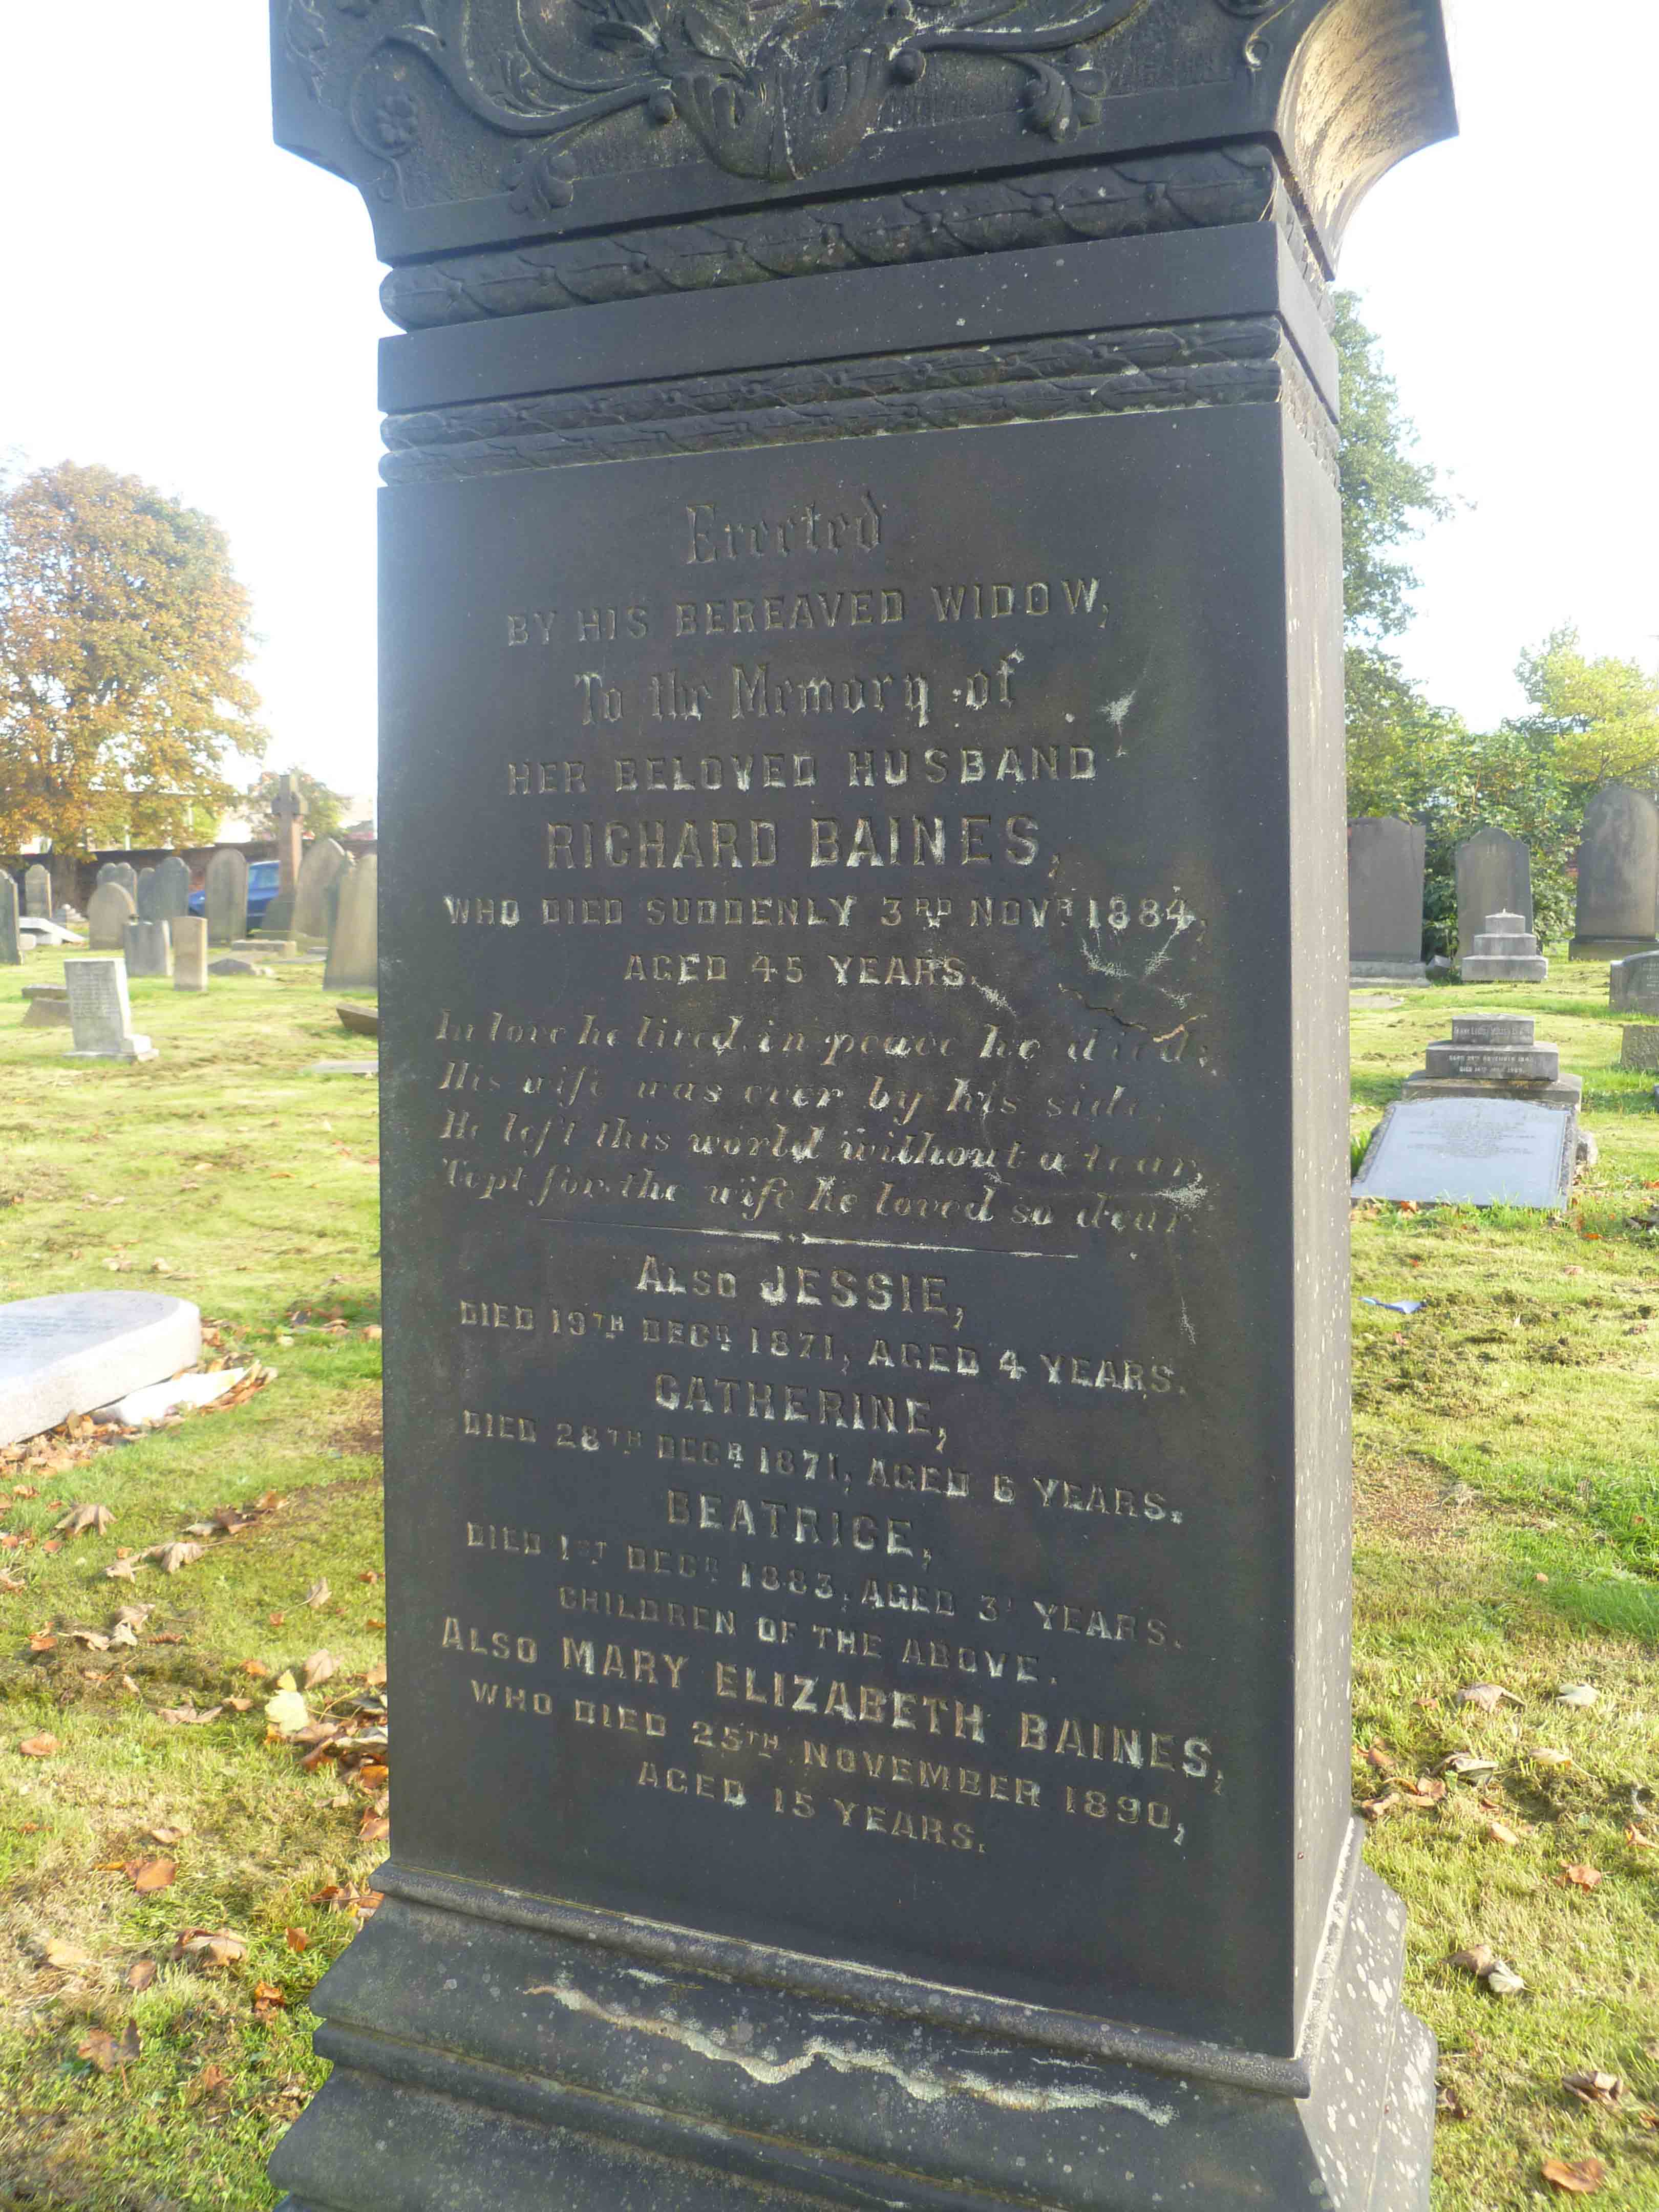 Erected
BY HIS BEREAVED WIDOW,
To the Memory of
HER BELOVED HUSBAND
RICHARD BAINES,
WHO DIED SUDDENLY 3RD NOVR 1884,
AGED 45 YEARS.
In love he lived, in peace he died;
His wife was ever by his side;
He left this world without a tear,
'Cept for the wife he loved so dear.
ALSO JESSIE,
DIED 19TH DECR 1871, AGED 4 YEARS.
CATHERINE,
DIED 28TH DECR 1871, AGED 6 YEARS.
BEATRICE,
DIED 1ST DECR 1883, AGED 3 YEARS.
CHILDREN OF THE ABOVE.
ALSO MARY ELIZABETH BAINES,
WHO DIED 25TH NOVEMBER 1890,
AGED 15 YEARS.